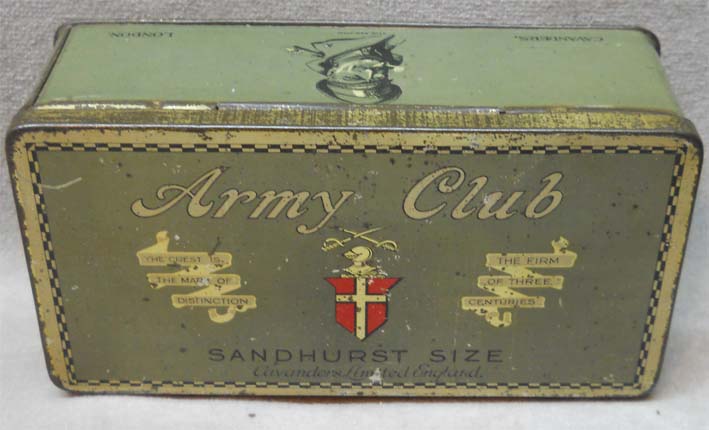 CAVANDERS,
LONDON.
Army Club
THE CREST IS
THE MARK OF
DISTINCTION
THE FIRM
OF THREE
CENTURIES
SANDHURST SIZE
Cavanders Limited England.